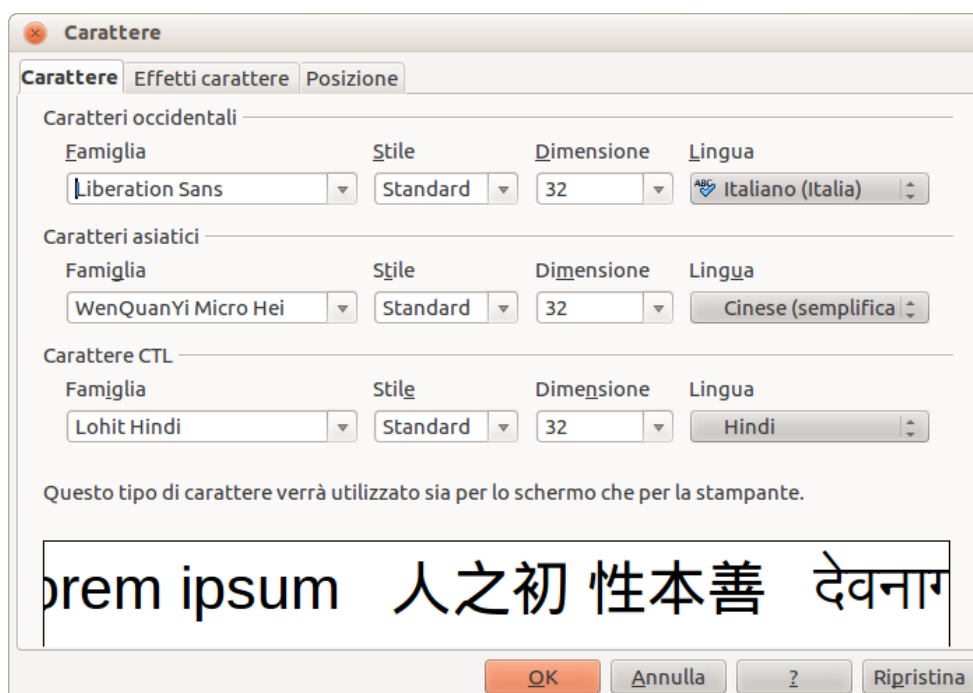 Carattere
Carattere Effetti carattere Posizione
Caratteri occidentali
Famiglia Stile Dimensione Lingua
Liberation Sans Standard 32 ABC Italiano (Italia)
Caratteri asiatici
Famiglia Stile Dimensione Lingua
WenQuanYi Micro Hei Standard 32 Cinese (semplifica
Carattere CTL
Famiglia Stile Dimensione Lingua
Lohit Hindi Standard 32 Hindi
Questo tipo di carattere verrà utilizzato sia per lo schermo che per la stampante.
orem ipsum 人之初 性本善 देवनाग
OK Annulla ? Ripristina